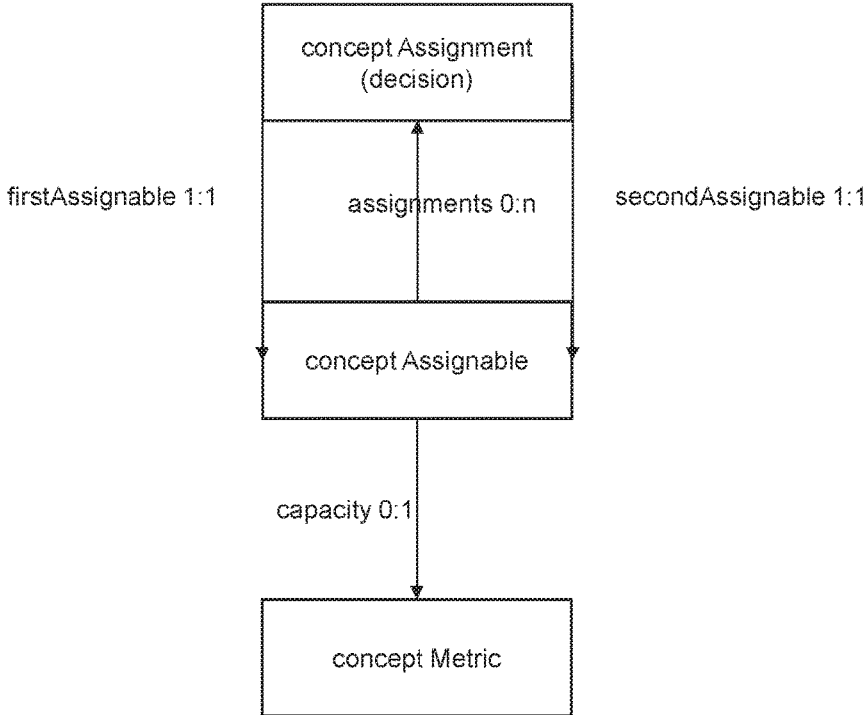 concept Assignment
(decision)
firstAssignable 1:1
assignments 0:n
secondAssignable 1:1
concept Assignable
capacity 0:1
concept Metric